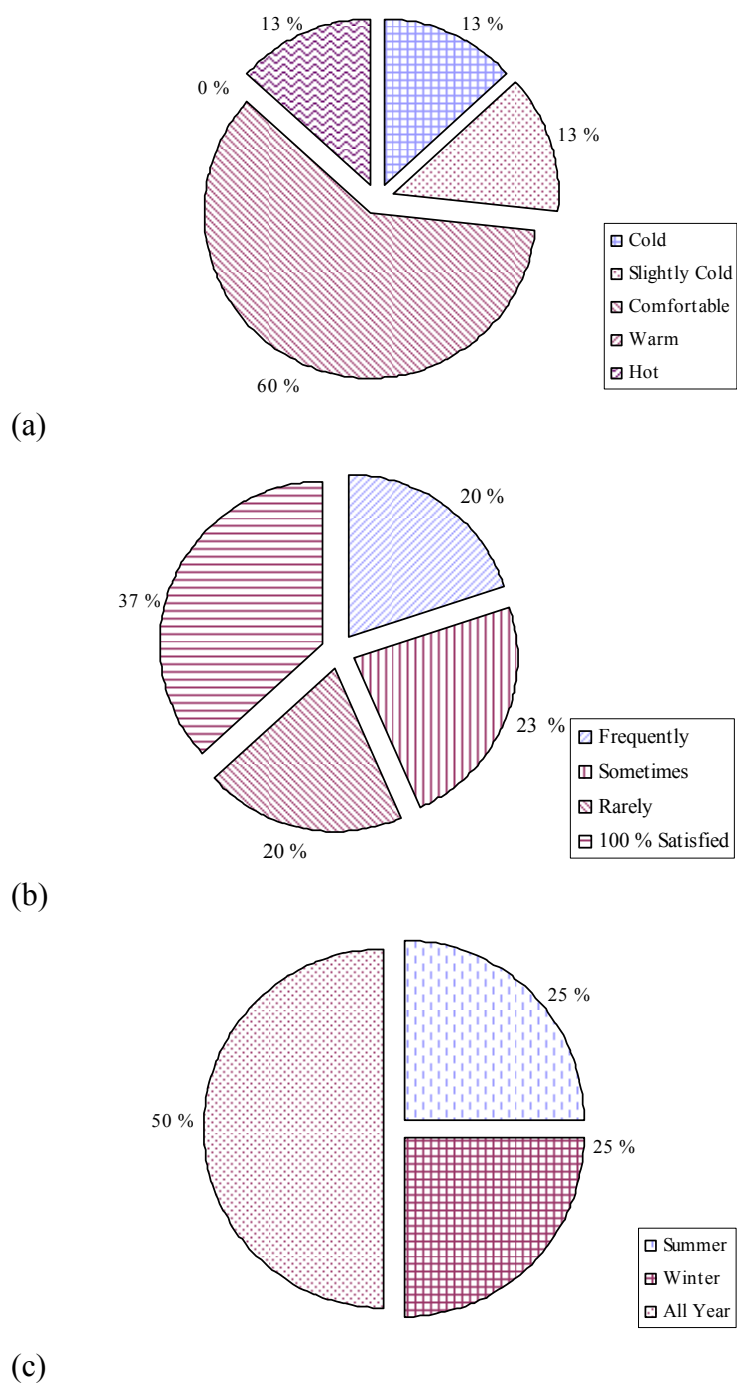 13 %
13 %
0 %
13 %
60 %
Cold
Slightly Cold
Comfortable
Warm
Hot
(a)
20 %
37 %
23 %
20 %
Frequently
Sometimes
Rarely
100 % Satisfied
(b)
25 %
50 %
25 %
Summer
Winter
All Year
(c)